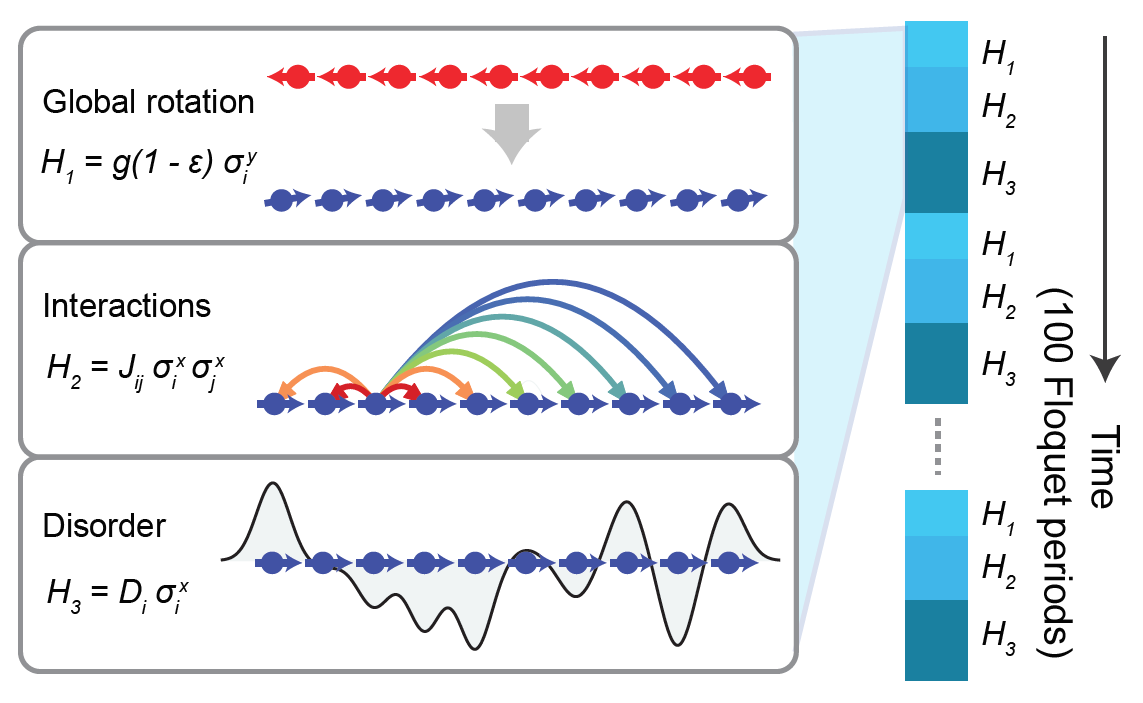 Global rotation
H₁ = g(1 - ε) σᵢʸ
Interactions
H₂ = Jᵢⱼ σᵢˣ σⱼˣ
Disorder
H₃ = Dᵢ σᵢˣ
H₁
H₂
H₃
H₁
H₂
H₃
H₁
H₂
H₃
Time
(100 Floquet periods)